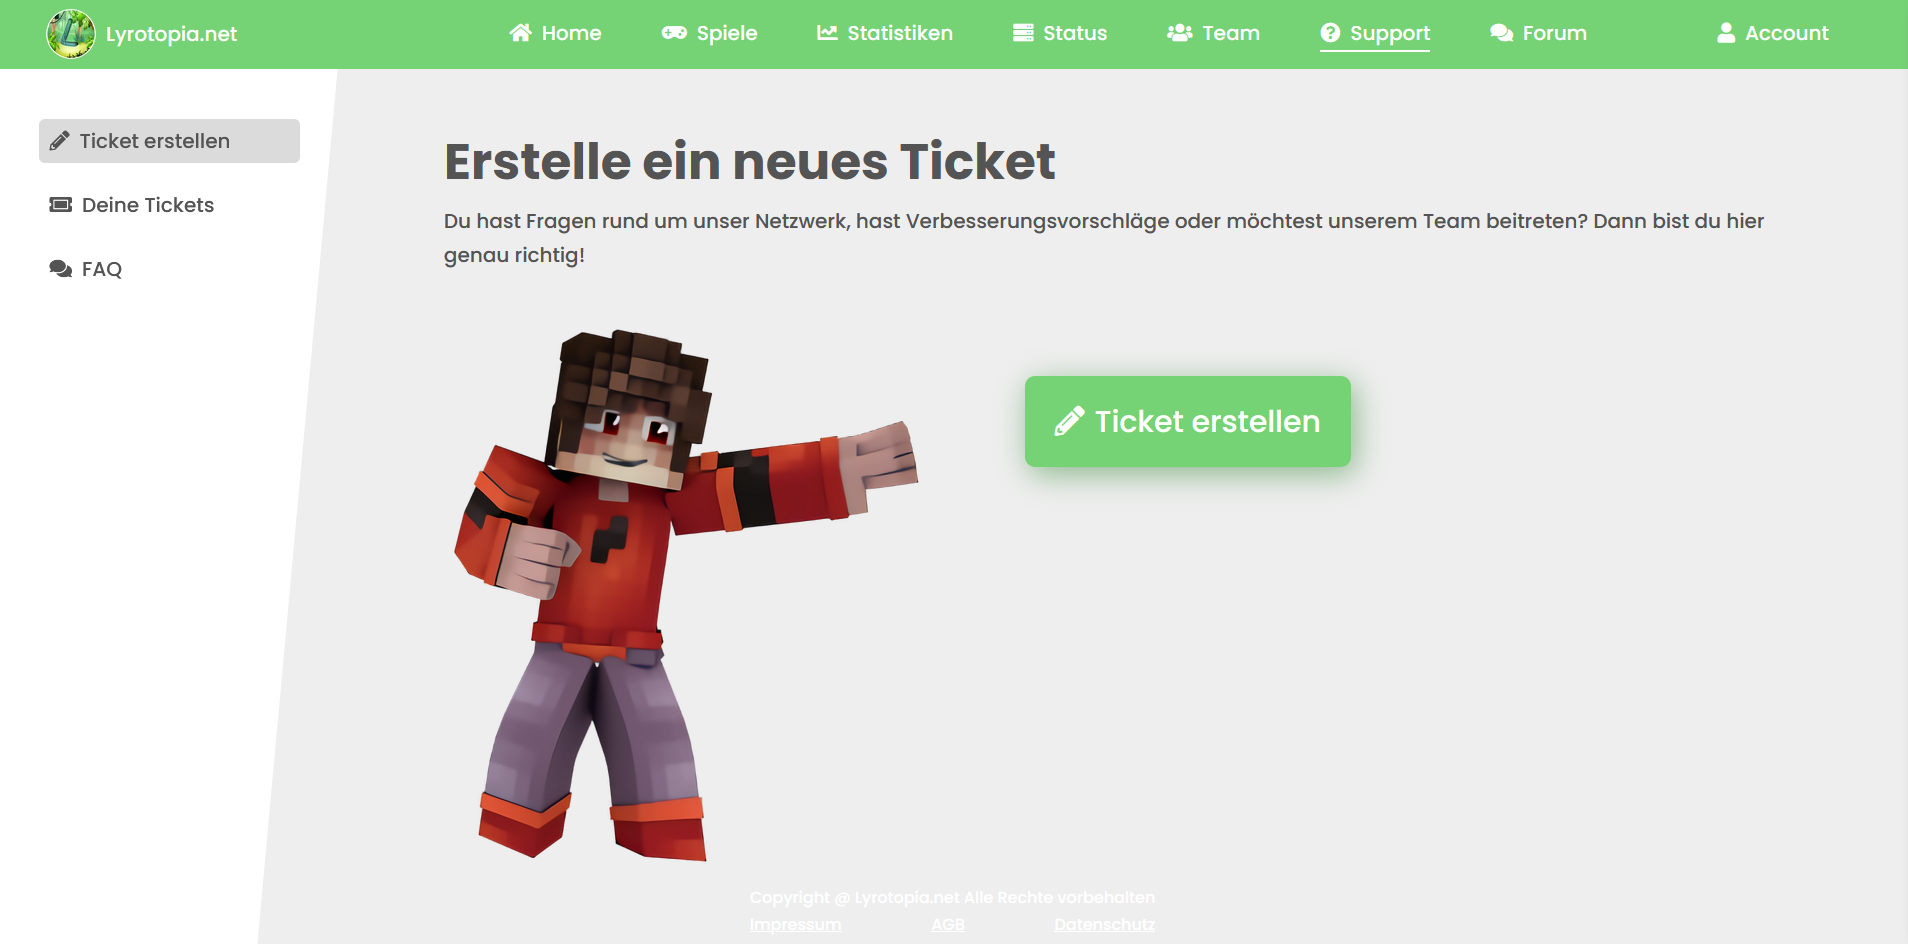 Lyrotopia.net
Home
Spiele
Statistiken
Status
Team
Support
Forum
Account
Ticket erstellen
Deine Tickets
FAQ
Erstelle ein neues Ticket
Du hast Fragen rund um unser Netzwerk, hast Verbesserungsvorschläge oder möchtest unserem Team beitreten? Dann bist du hier
genau richtig!
Ticket erstellen
Copyright @ Lyrotopia.net Alle Rechte vorbehalten
Impressum
AGB
Datenschutz